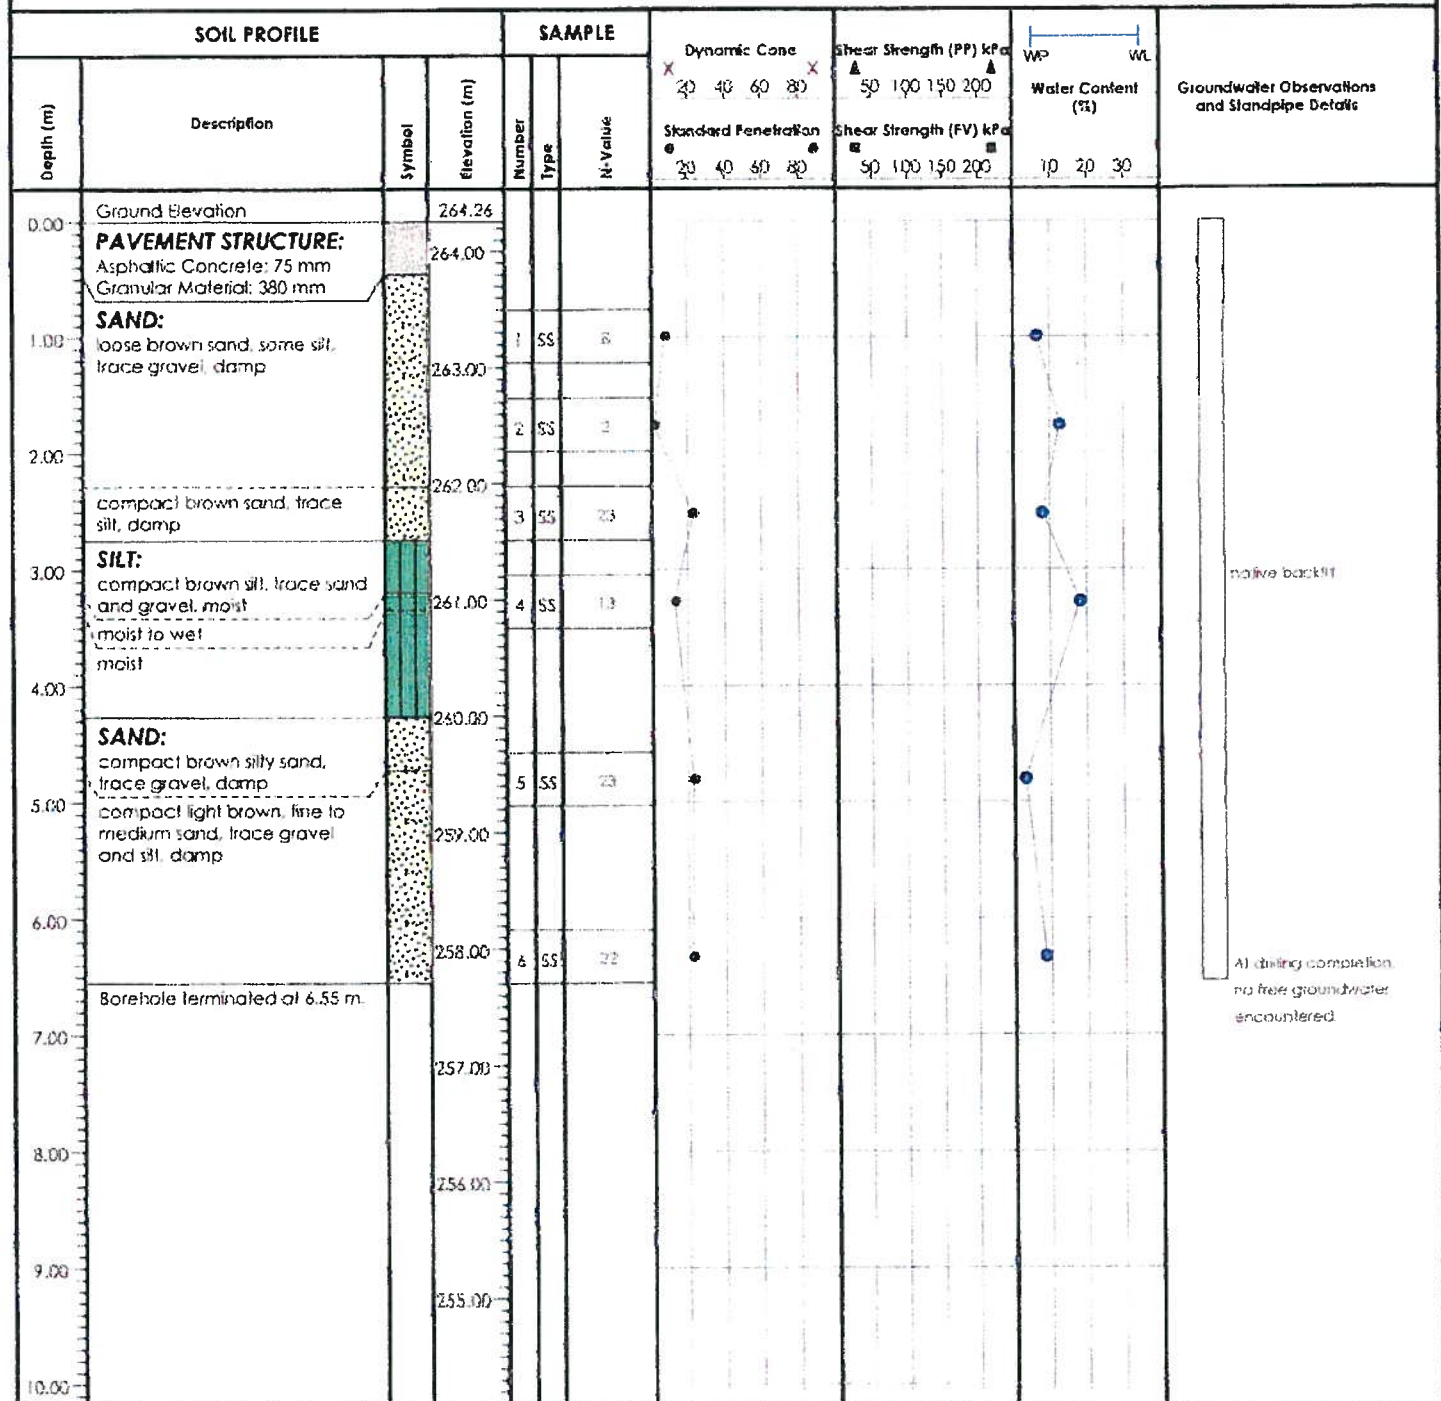 SOIL PROFILE
SAMPLE
Depth (m)
Description
Symbol
Elevation (m)
Number
Type
N-Value
Dynamic Cone
20 40 60 80
Standard Penetration
20 40 60 80
Shear Strength (PP) kPa
50 100 150 200
Shear Strength (FV) kPa
50 100 150 200
WP WL
Water Content
(%)
10 20 30
Groundwater Observations
and Standpipe Details
Ground Elevation 264.26
0.00
PAVEMENT STRUCTURE:
264.00
Asphaltic Concrete: 75 mm
Granular Material: 380 mm
SAND:
1.00
loose brown sand, some silt,
trace gravel, damp
1 SS
263.00
2 SS 2
2.00
262.00
compact brown sand, trace
silt, damp
3 SS 23
SILT:
3.00
compact brown silt, trace sand
and gravel, moist
261.00
4 SS 13
native backfill
moist to wet
moist
4.00
260.00
SAND:
compact brown silty sand,
trace gravel, damp
5 SS 23
5.00
compact light brown, fine to
medium sand, trace gravel
and silt, damp
259.00
6.00
258.00
6 SS 22
At drilling completion,
no free groundwater
encountered.
Borehole terminated at 6.55 m.
7.00
257.00
8.00
256.00
9.00
255.00
10.00